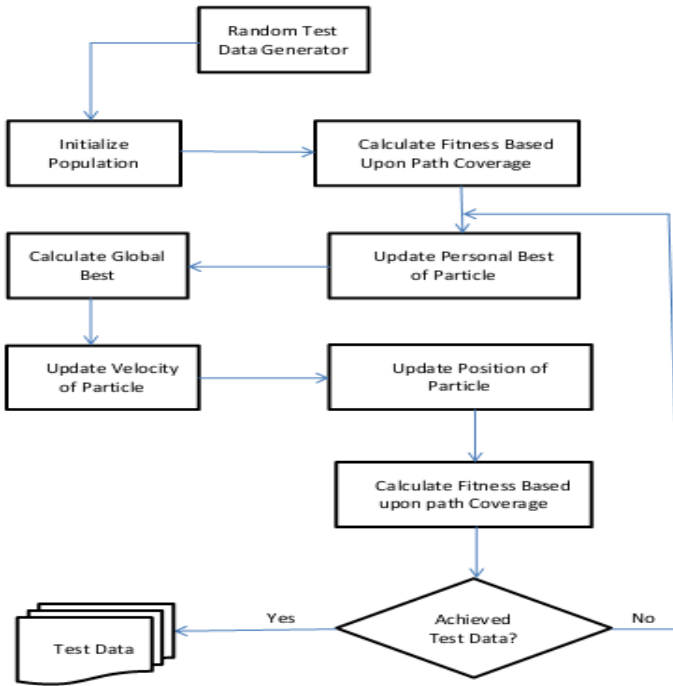 Random Test
Data Generator
Initialize
Population
Calculate Fitness Based
Upon Path Coverage
Calculate Global
Best
Update Personal Best
of Particle
Update Velocity
of Particle
Update Position of
Particle
Calculate Fitness Based
upon path Coverage
Test Data
Yes
Achieved
Test Data?
No